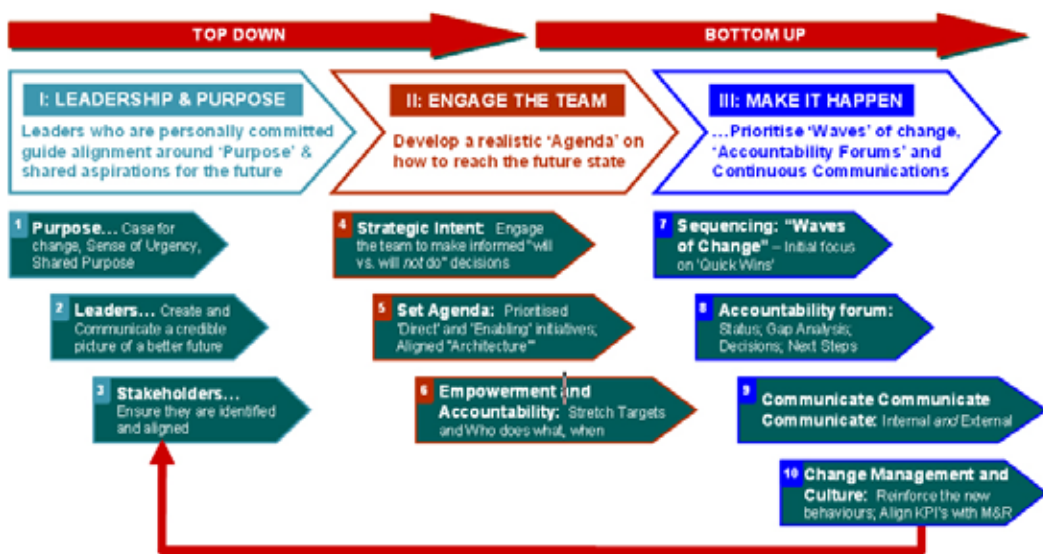 TOP DOWN
BOTTOM UP
I: LEADERSHIP & PURPOSE
Leaders who are personally committed
guide alignment around 'Purpose' &
shared aspirations for the future
II: ENGAGE THE TEAM
Develop a realistic 'Agenda' on
how to reach the future state
III: MAKE IT HAPPEN
...Prioritise 'Waves' of change,
'Accountability Forums' and
Continuous Communications
1 Purpose... Case for
change, Sense of Urgency,
Shared Purpose
2 Leaders... Create and
Communicate a credible
picture of a better future
3 Stakeholders...
Ensure they are identified
and aligned
4 Strategic Intent: Engage
the team to make informed "will
vs. will not do" decisions
5 Set Agenda: Prioritised
'Direct' and 'Enabling' initiatives;
Aligned "Architecture"'
6 Empowerment and
Accountability: Stretch Targets
and Who does what, when
7 Sequencing: "Waves
of Change" – Initial focus
on 'Quick Wins'
8 Accountability forum:
Status; Gap Analysis;
Decisions; Next Steps
9 Communicate Communicate
Communicate: Internal and External
10 Change Management and
Culture: Reinforce the new
behaviours; Align KPI's with M&R